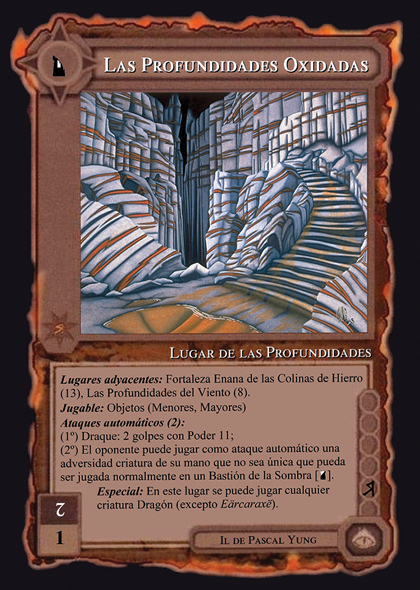 Las Profundidades Oxidadas
Lugar de las Profundidades
Lugares adyacentes: Fortaleza Enana de las Colinas de Hierro
(13), Las Profundidades del Viento (8).
Jugable: Objetos (Menores, Mayores)
Ataques automáticos (2):
(1º) Draque: 2 golpes con Poder 11;
(2º) El oponente puede jugar como ataque automático una
adversidad criatura de su mano que no sea única que pueda
ser jugada normalmente en un Bastión de la Sombra [].
Especial: En este lugar se puede jugar cualquier
criatura Dragón (excepto Eärcaraxë).
2
1
Il de Pascal Yung